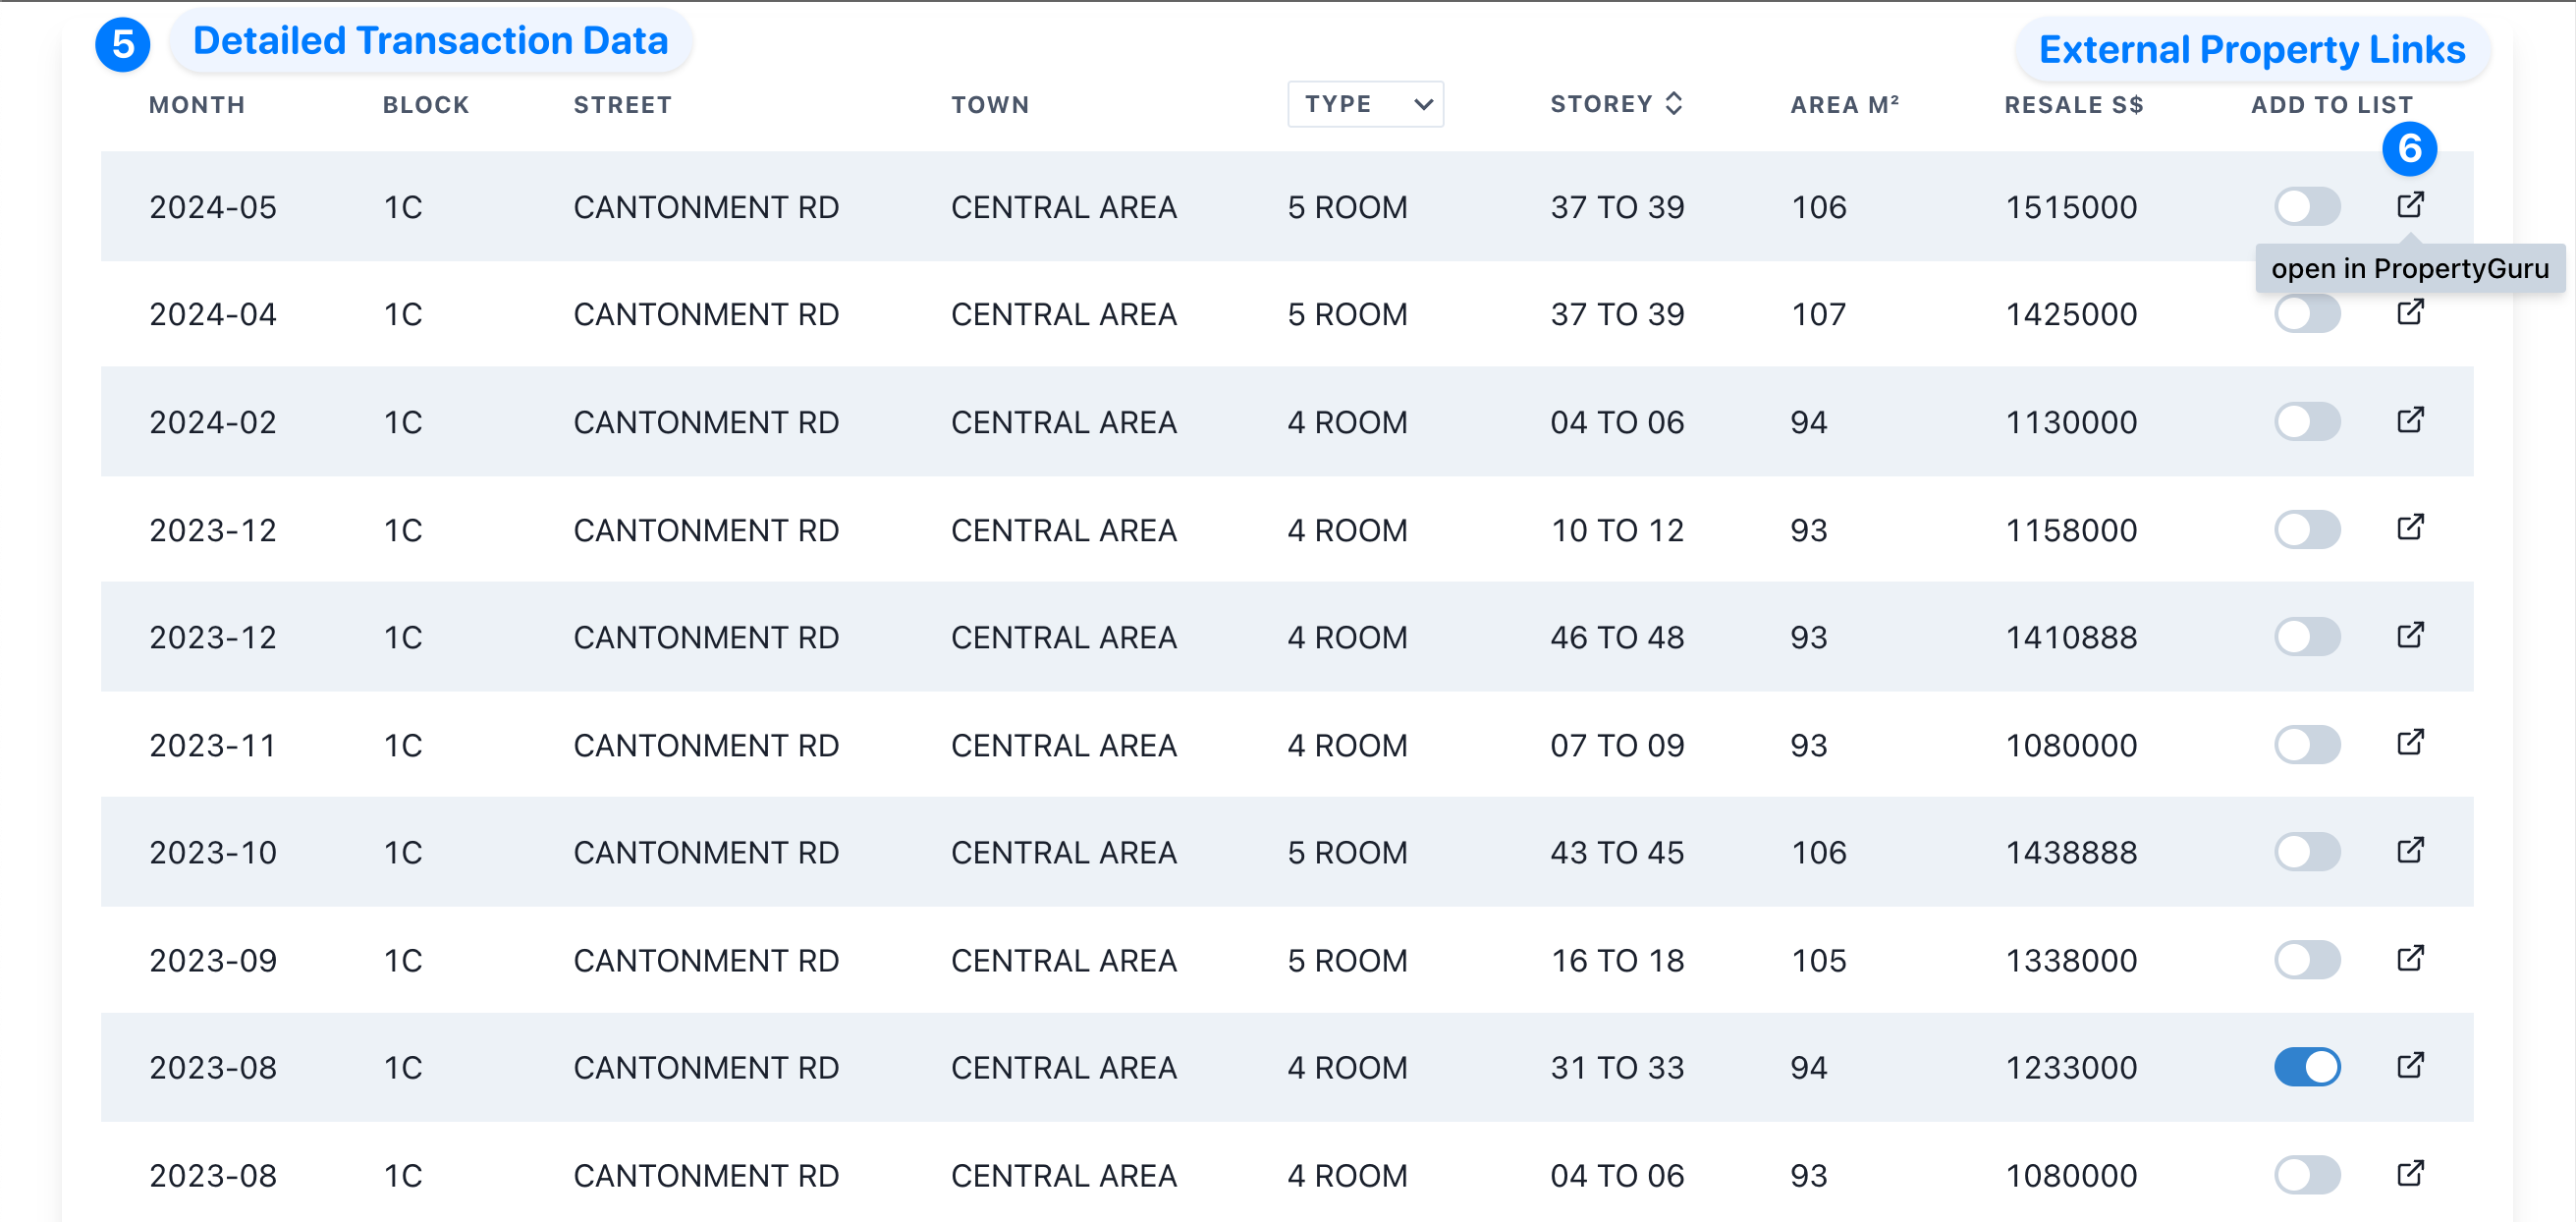 5 Detailed Transaction Data External Property Links
MONTH BLOCK STREET TOWN TYPE STOREY AREA M² RESALE S$ ADD TO LIST
6
2024-05 1C CANTONMENT RD CENTRAL AREA 5 ROOM 37 TO 39 106 1515000
open in PropertyGuru
2024-04 1C CANTONMENT RD CENTRAL AREA 5 ROOM 37 TO 39 107 1425000
2024-02 1C CANTONMENT RD CENTRAL AREA 4 ROOM 04 TO 06 94 1130000
2023-12 1C CANTONMENT RD CENTRAL AREA 4 ROOM 10 TO 12 93 1158000
2023-12 1C CANTONMENT RD CENTRAL AREA 4 ROOM 46 TO 48 93 1410888
2023-11 1C CANTONMENT RD CENTRAL AREA 4 ROOM 07 TO 09 93 1080000
2023-10 1C CANTONMENT RD CENTRAL AREA 5 ROOM 43 TO 45 106 1438888
2023-09 1C CANTONMENT RD CENTRAL AREA 5 ROOM 16 TO 18 105 1338000
2023-08 1C CANTONMENT RD CENTRAL AREA 4 ROOM 31 TO 33 94 1233000
2023-08 1C CANTONMENT RD CENTRAL AREA 4 ROOM 04 TO 06 93 1080000